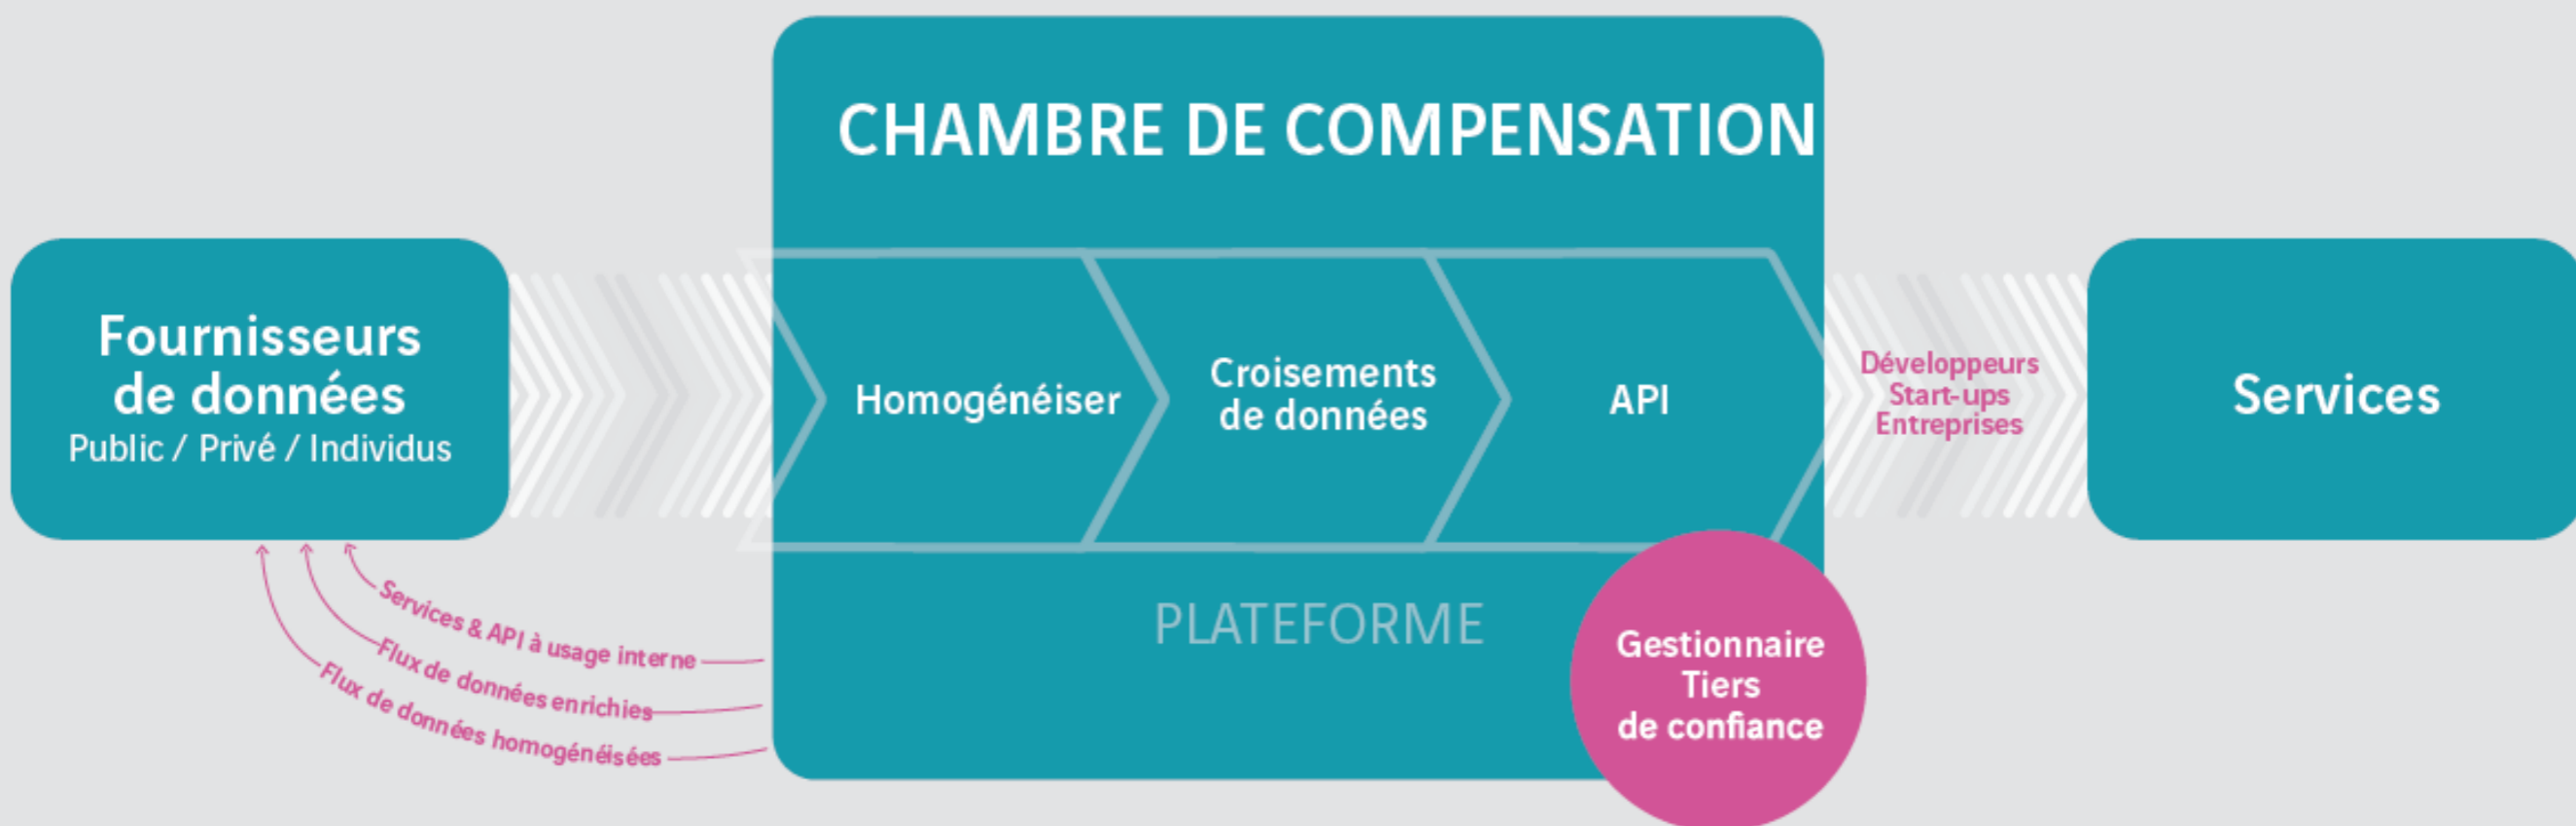 CHAMBRE DE COMPENSATION
Fournisseurs
de données
Public / Privé / Individus
Homogénéiser
Croisements
de données
API
Développeurs
Start-ups
Entreprises
Services
Services & API à usage interne
Flux de données enrichies
Flux de données homogénéisées
PLATEFORME
Gestionnaire
Tiers
de confiance